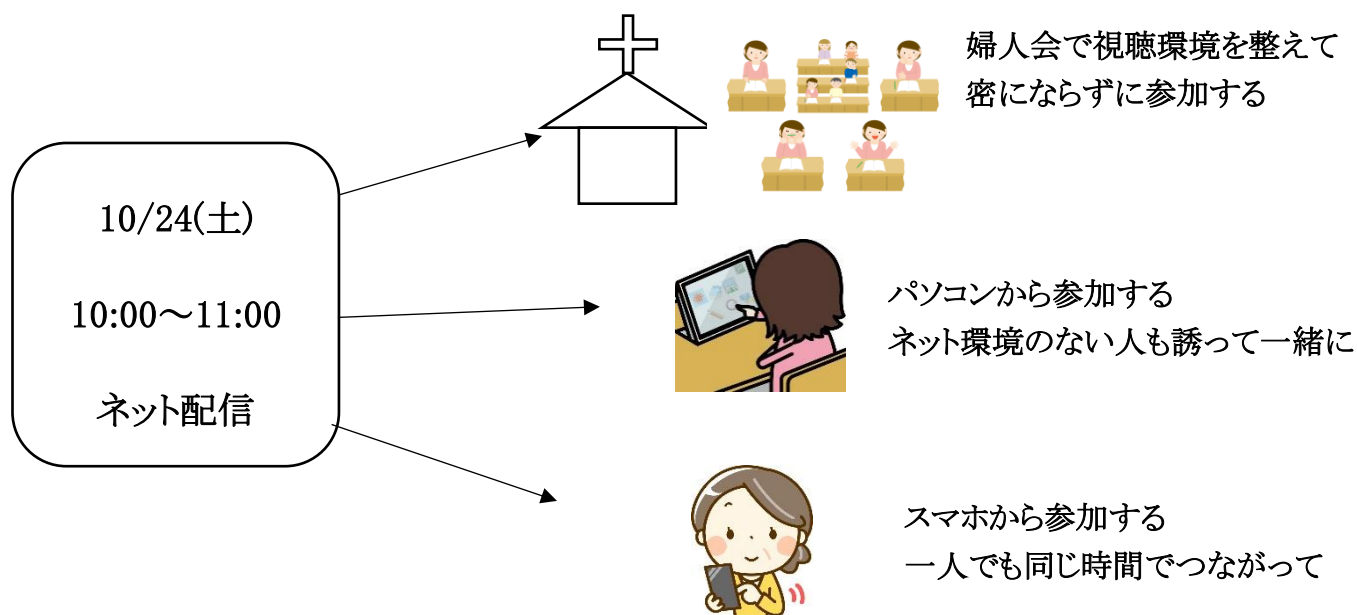 婦人会で視聴環境を整えて
密にならずに参加する
10/24(土)
10:00～11:00
ネット配信
パソコンから参加する
ネット環境のない人も誘って一緒に
スマホから参加する
一人でも同じ時間でつながって